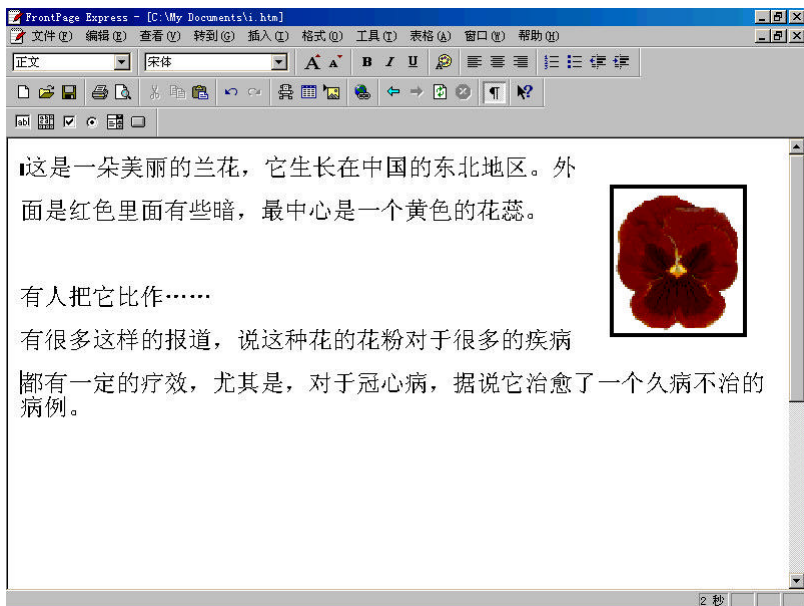 FrontPage Express - [C:\My Documents\i.htm]
文件(F) 编辑(E) 查看(V) 转到(G) 插入(I) 格式(O) 工具(T) 表格(A) 窗口(W) 帮助(H)
正文 宋体 A A B I U
abl
这是一朵美丽的兰花，它生长在中国的东北地区。外
面是红色里面有些暗，最中心是一个黄色的花蕊。
有人把它比作……
有很多这样的报道，说这种花的花粉对于很多的疾病
都有一定的疗效，尤其是，对于冠心病，据说它治愈了一个久病不治的
病例。
2 秒